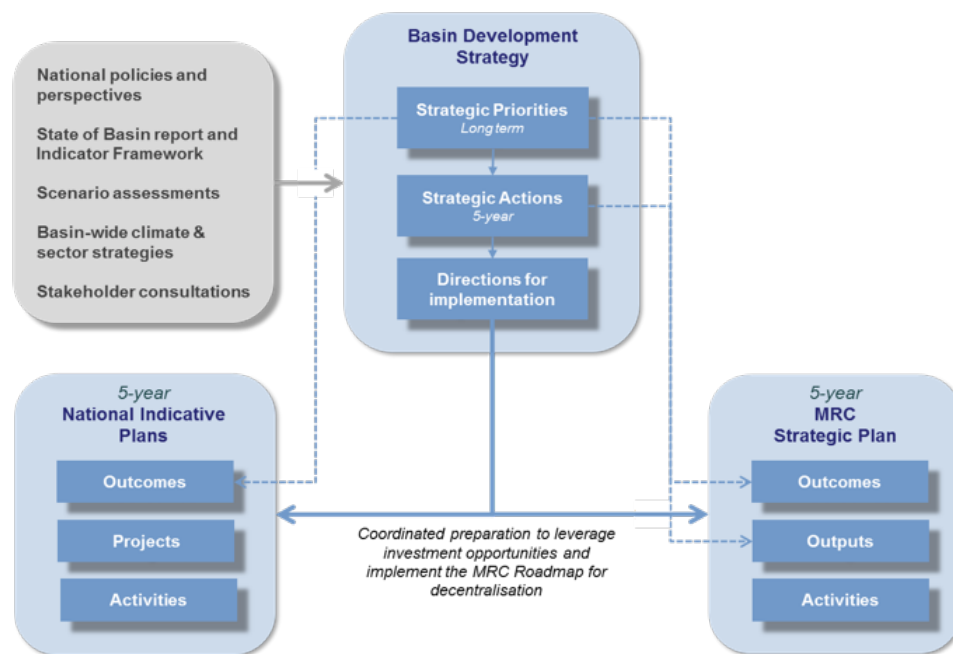 National policies and
perspectives
State of Basin report and
Indicator Framework
Scenario assessments
Basin-wide climate &
sector strategies
Stakeholder consultations
Basin Development
Strategy
Strategic Priorities
Long term
Strategic Actions
5-year
Directions for
implementation
5-year
National Indicative
Plans
Outcomes
Projects
Activities
Coordinated preparation to leverage
investment opportunities and
implement the MRC Roadmap for
decentralisation
5-year
MRC
Strategic Plan
Outcomes
Outputs
Activities